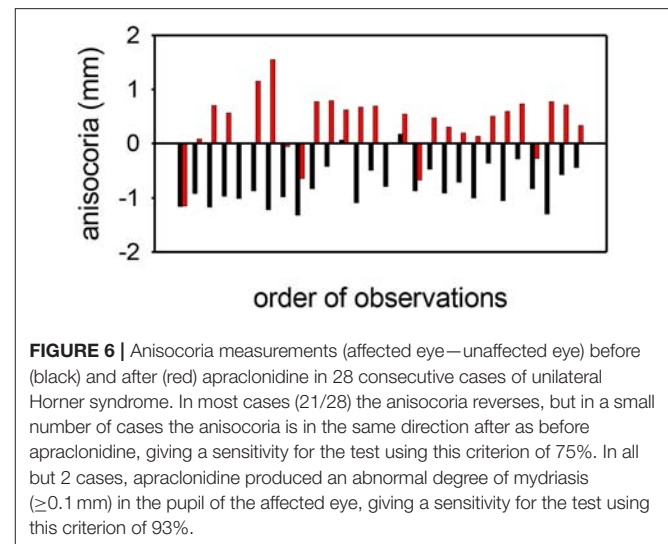 2
1
0
-1
-2
anisocoria (mm)
order of observations
FIGURE 6 | Anisocoria measurements (affected eye—unaffected eye) before
(black) and after (red) apraclonidine in 28 consecutive cases of unilateral
Horner syndrome. In most cases (21/28) the anisocoria reverses, but in a small
number of cases the anisocoria is in the same direction after as before
apraclonidine, giving a sensitivity for the test using this criterion of 75%. In all
but 2 cases, apraclonidine produced an abnormal degree of mydriasis
(≥0.1 mm) in the pupil of the affected eye, giving a sensitivity for the test using
this criterion of 93%.